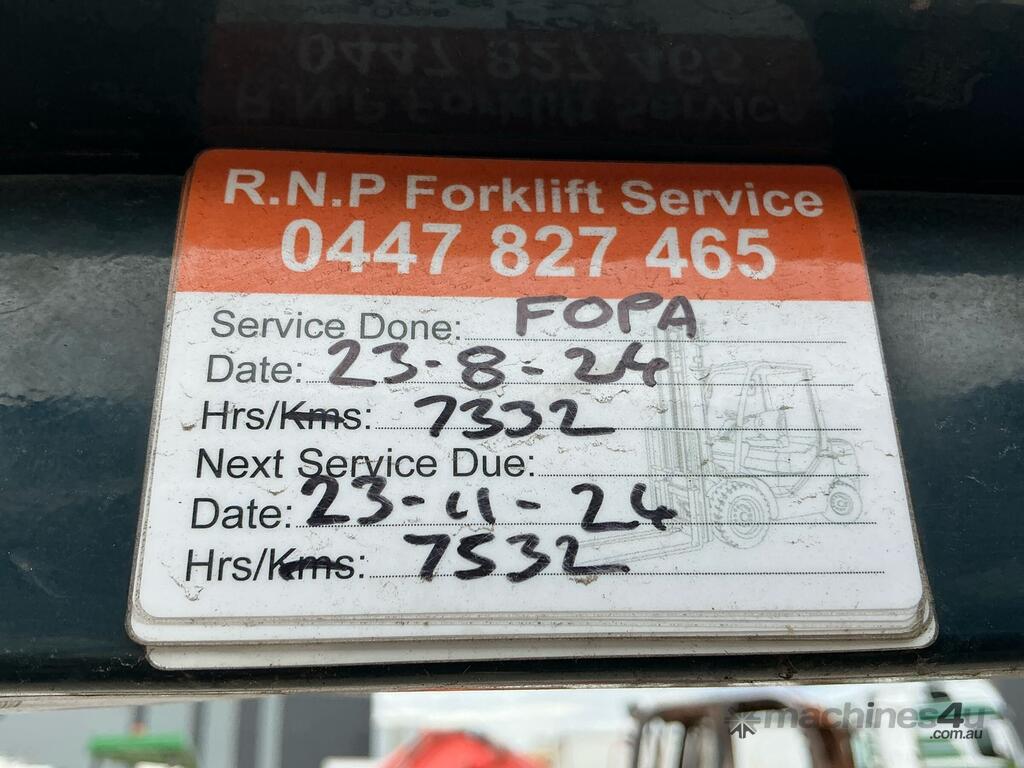 R.N.P Forklift Service
0447 827 465
Service Done: FOPA
Date: 23-8-24
Hrs/Kms: 7332
Next Service Due:
Date: 23-11-24
Hrs/Kms: 7532
machines4u
.com.au